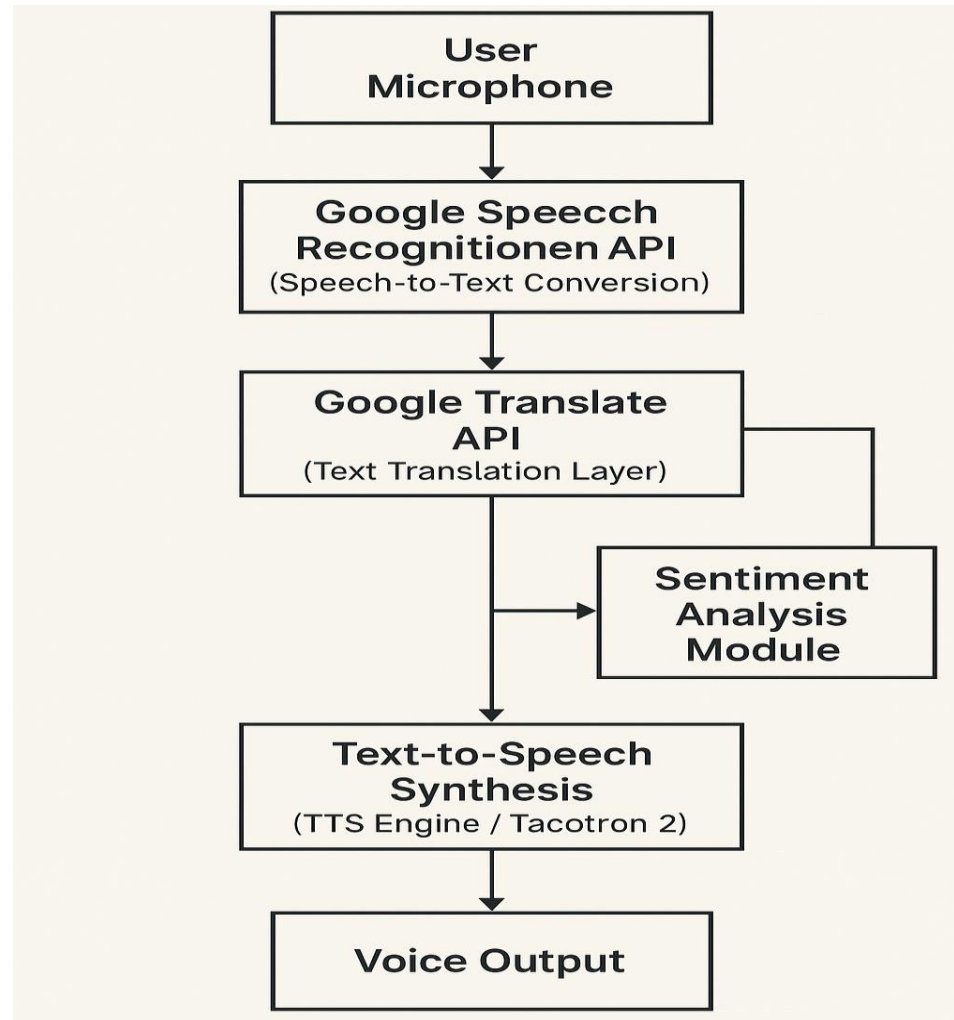 User
Microphone
Google Speecch
Recognitionen API
(Speech-to-Text Conversion)
Google Translate
API
(Text Translation Layer)
Sentiment
Analysis
Module
Text-to-Speech
Synthesis
(TTS Engine / Tacotron 2)
Voice Output